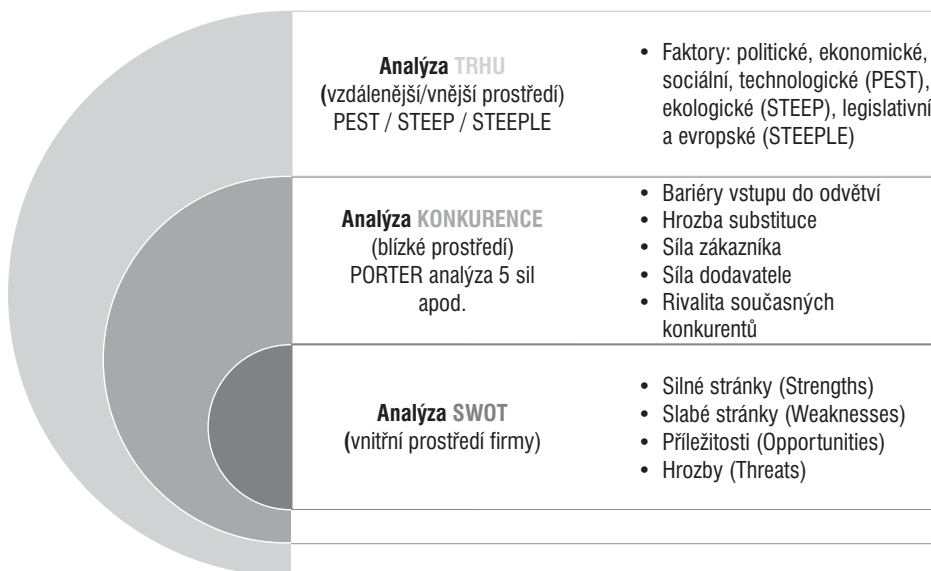 Analýza TRHU
(vzdálenější/vnější prostředí)
PEST / STEEP / STEEPLE
• Faktory: politické, ekonomické,
sociální, technologické (PEST),
ekologické (STEEP), legislativní
a evropské (STEEPLE)
Analýza KONKURENCE
(blízké prostředí)
PORTER analýza 5 sil
apod.
• Bariéry vstupu do odvětví
• Hrozba substituce
• Síla zákazníka
• Síla dodavatele
• Rivalita současných
konkurentů
Analýza SWOT
(vnitřní prostředí firmy)
• Silné stránky (Strengths)
• Slabé stránky (Weaknesses)
• Příležitosti (Opportunities)
• Hrozby (Threats)